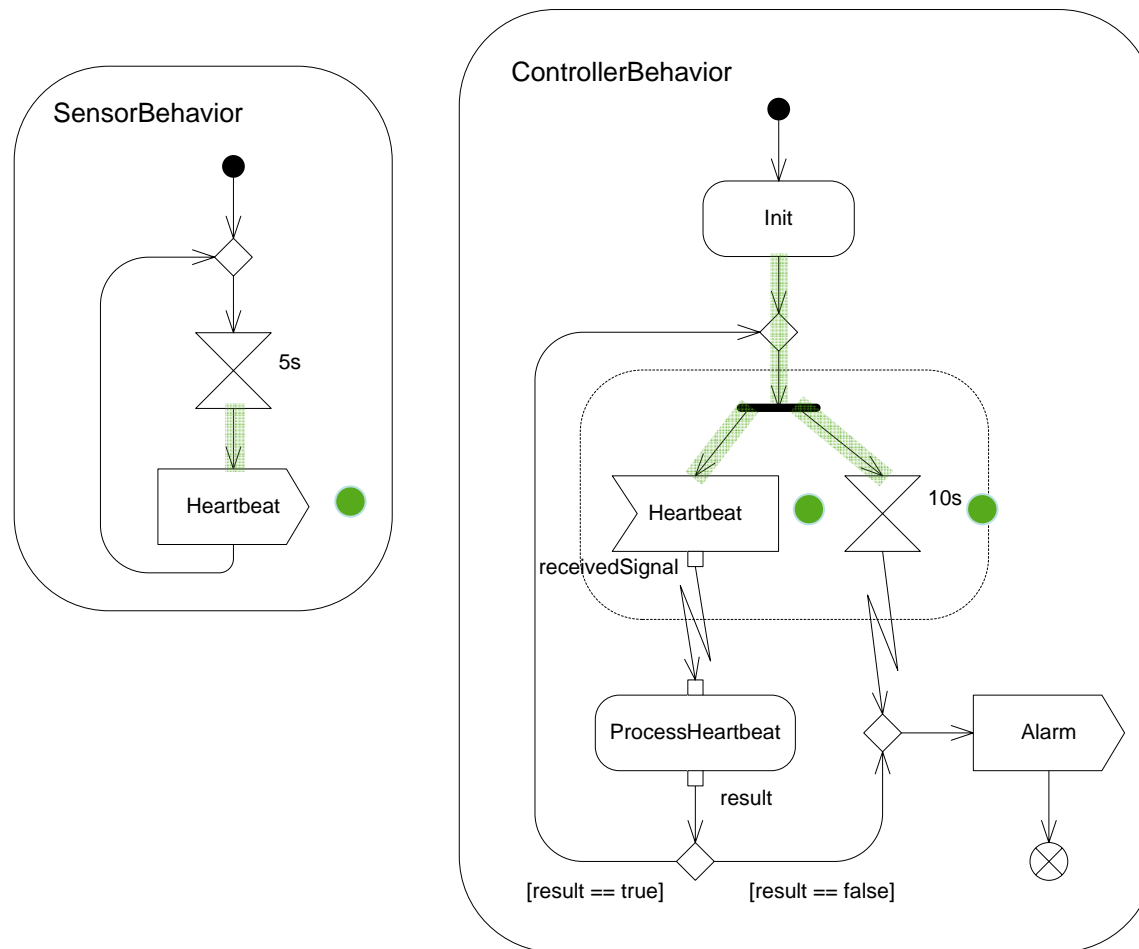 SensorBehavior
5s
Heartbeat
ControllerBehavior
Init
Heartbeat
10s
receivedSignal
ProcessHeartbeat
Alarm
result
[result == true]
[result == false]